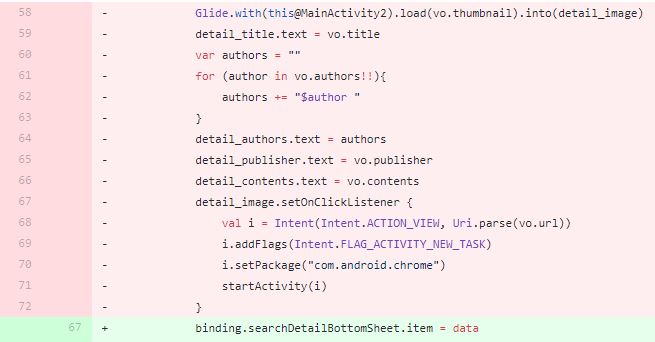 58 - Glide.with(this@MainActivity2).load(vo.thumbnail).into(detail_image)
59 - detail_title.text = vo.title
60 - var authors = ""
61 - for (author in vo.authors!!){
62 - authors += "$author "
63 - }
64 - detail_authors.text = authors
65 - detail_publisher.text = vo.publisher
66 - detail_contents.text = vo.contents
67 - detail_image.setOnClickListener {
68 - val i = Intent(Intent.ACTION_VIEW, Uri.parse(vo.url))
69 - i.addFlags(Intent.FLAG_ACTIVITY_NEW_TASK)
70 - i.setPackage("com.android.chrome")
71 - startActivity(i)
72 - }
67 + binding.searchDetailBottomSheet.item = data